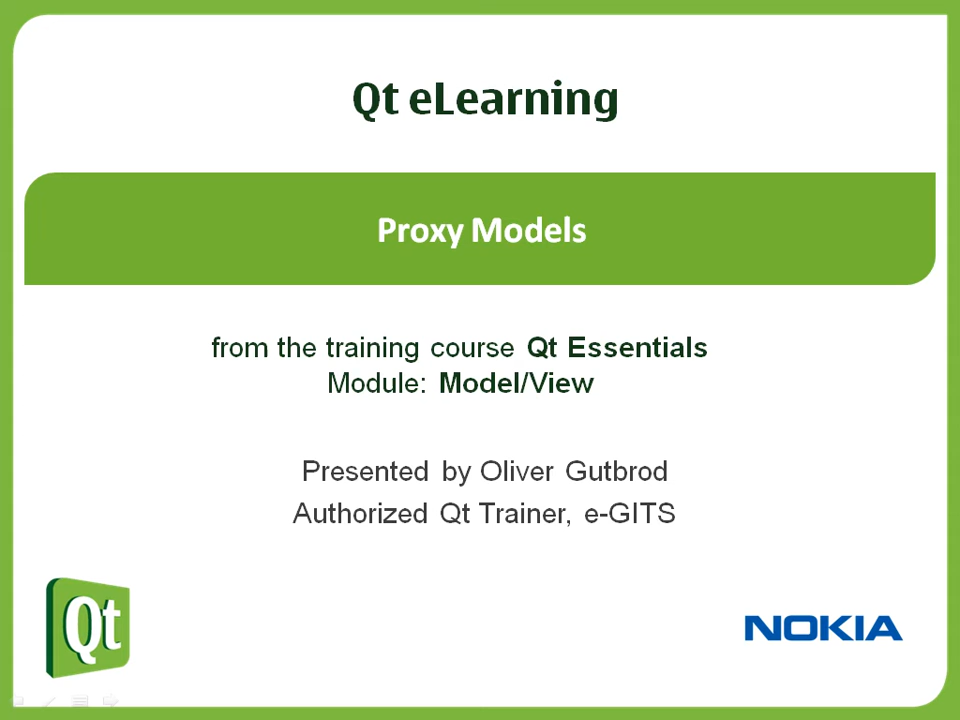 Qt eLearning
Proxy Models
from the training course Qt Essentials
Module: Model/View
Presented by Oliver Gutbrod
Authorized Qt Trainer, e-GITS
Qt
NOKIA